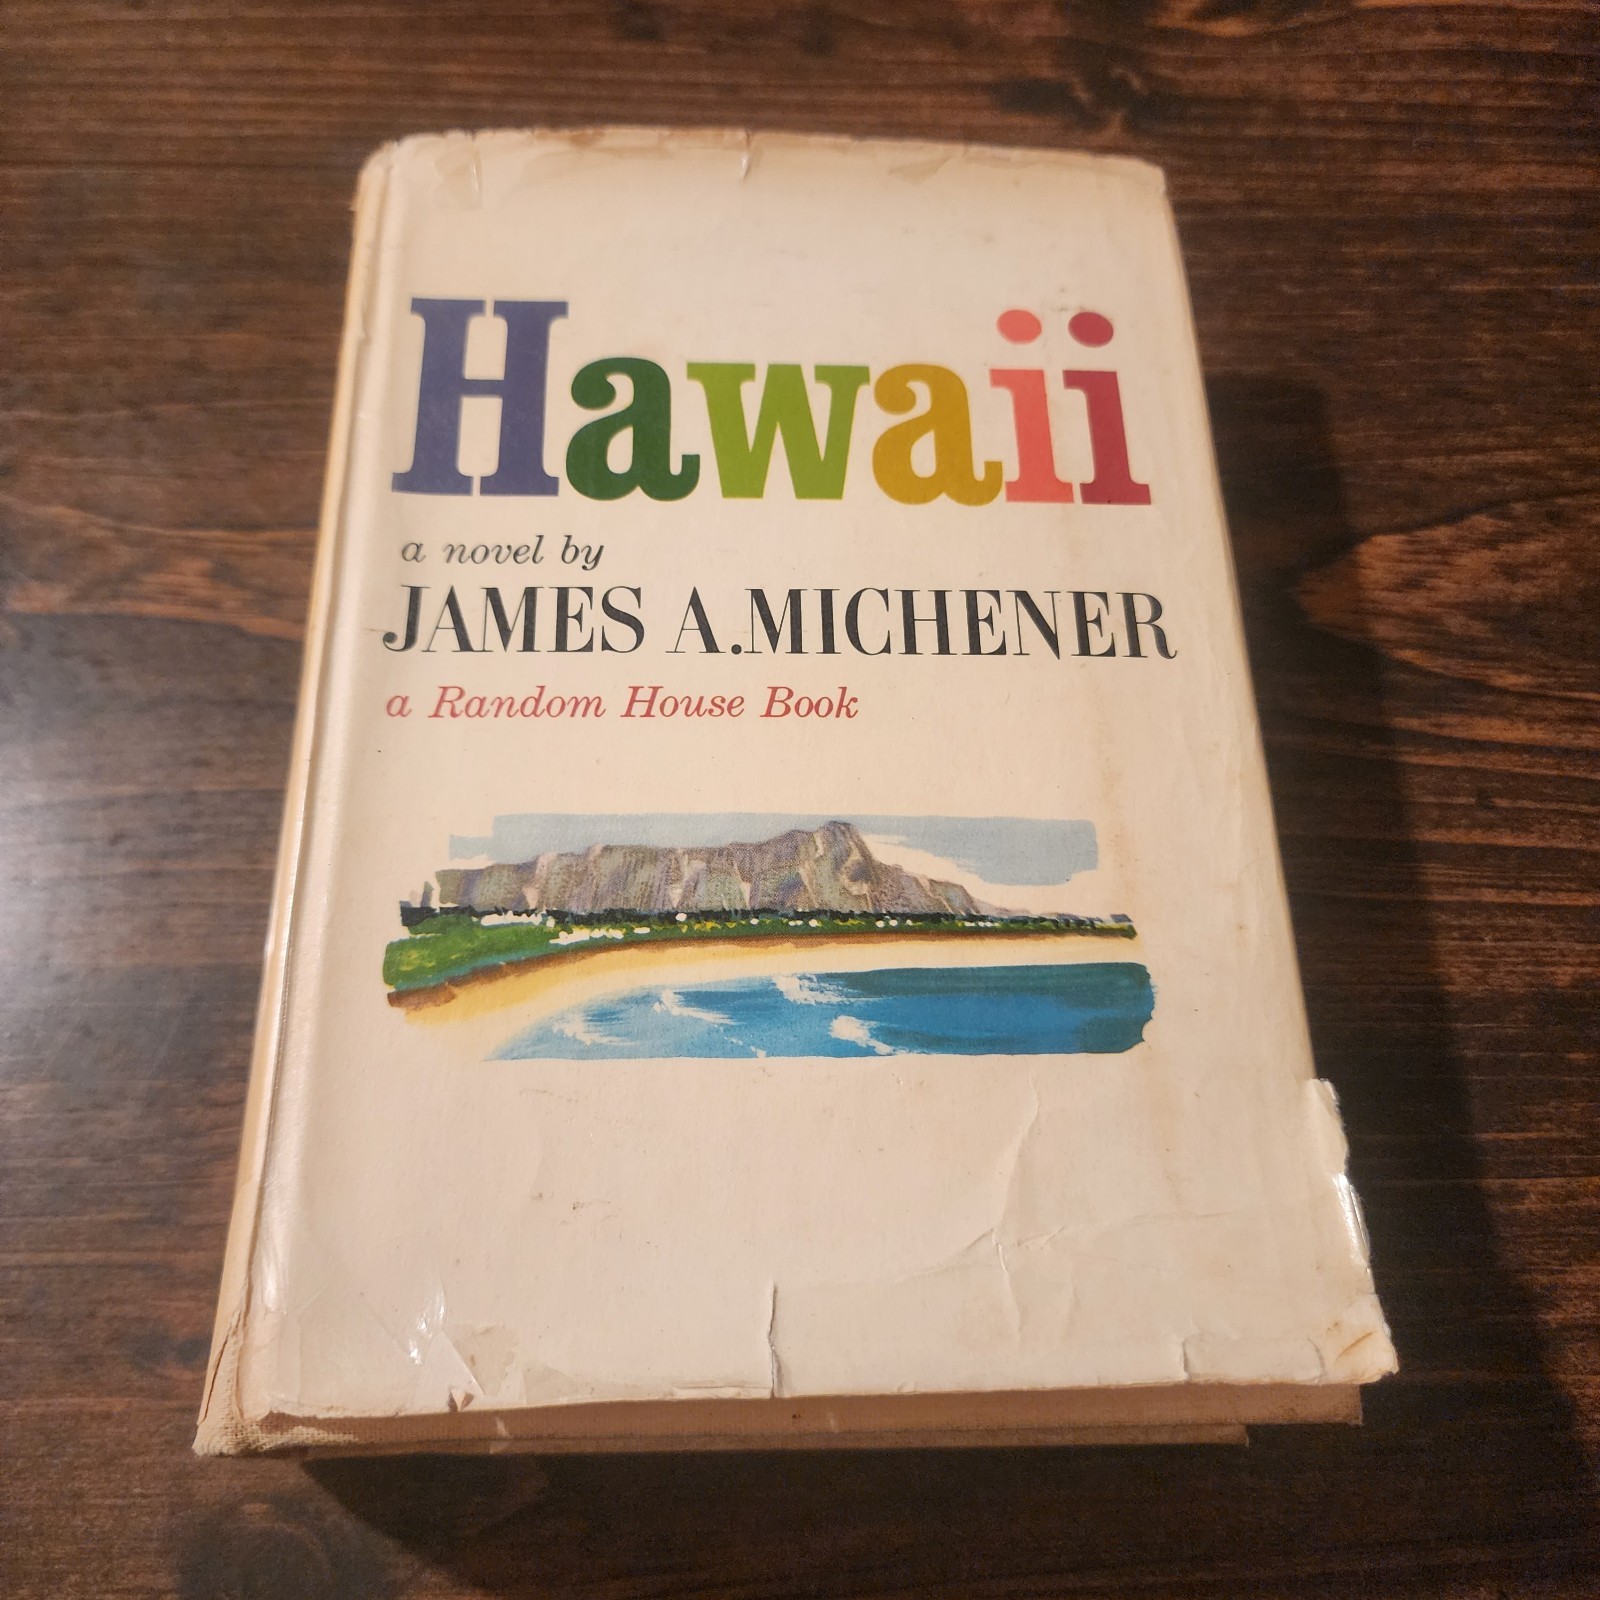 Hawaii
a novel by
JAMES A. MICHENER
a Random House Book